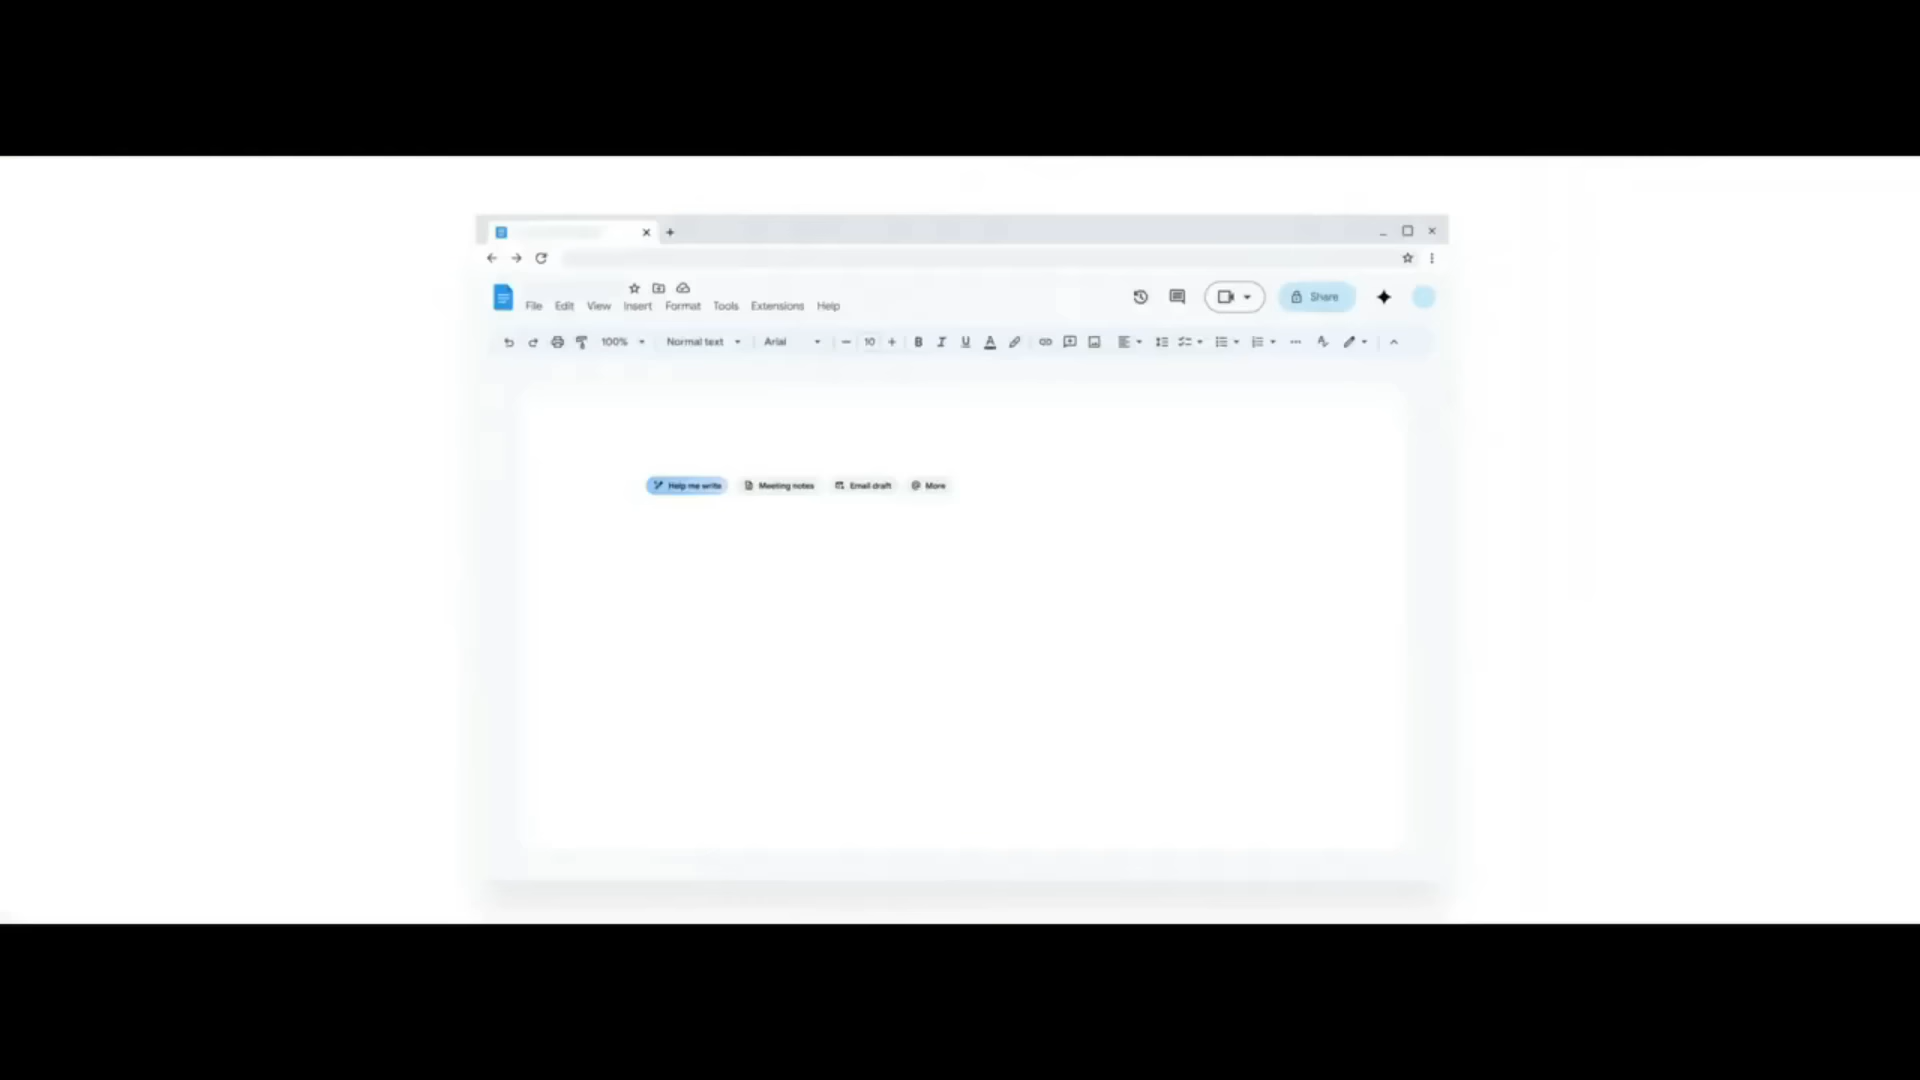 File Edit View Insert Format Tools Extensions Help
Share
100% Normal text Arial 10 B I U A
Help me write Meeting notes Email draft More